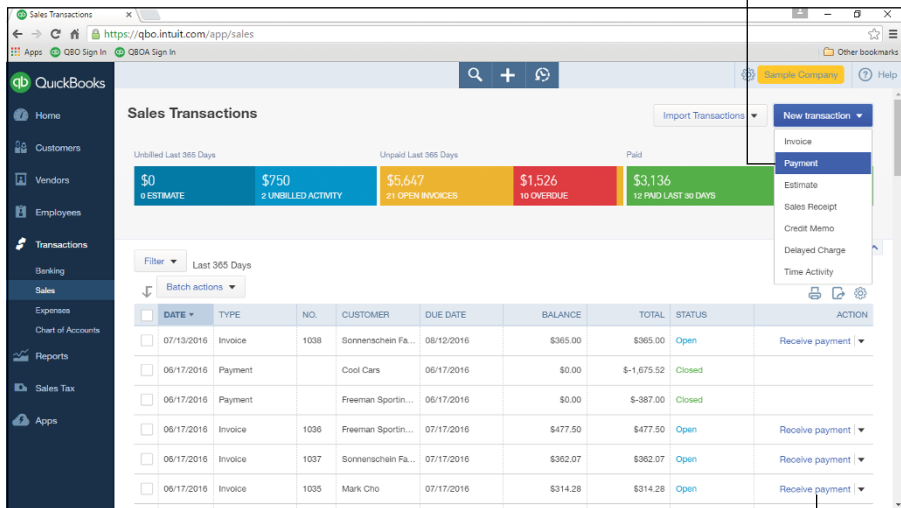 Sales Transactions
https://qbo.intuit.com/app/sales
Apps QBO Sign In QBOA Sign In Other bookmarks
qb QuickBooks
Sample Company Help
Home
Customers
Vendors
Employees
Transactions
Banking
Sales
Expenses
Chart of Accounts
Reports
Sales Tax
Apps
Sales Transactions
Import Transactions New transaction
Invoice
Payment
Estimate
Sales Receipt
Credit Memo
Delayed Charge
Time Activity
Unbilled Last 365 Days Unpaid Last 365 Days Paid
$0 $750 $5,647 $1,526 $3,136
0 ESTIMATE 2 UNBILLED ACTIVITY 21 OPEN INVOICES 10 OVERDUE 12 PAID LAST 30 DAYS
Filter Last 365 Days
Batch actions
DATE TYPE NO. CUSTOMER DUE DATE BALANCE TOTAL STATUS ACTION
07/13/2016 Invoice 1038 Sonnenschein Fa... 08/12/2016 $365.00 $365.00 Open Receive payment
06/17/2016 Payment Cool Cars 06/17/2016 $0.00 $-1,675.52 Closed
06/17/2016 Payment Freeman Sportin... 06/17/2016 $0.00 $-387.00 Closed
06/17/2016 Invoice 1036 Freeman Sportin... 07/17/2016 $477.50 $477.50 Open Receive payment
06/17/2016 Invoice 1037 Sonnenschein Fa... 07/17/2016 $362.07 $362.07 Open Receive payment
06/17/2016 Invoice 1035 Mark Cho 07/17/2016 $314.28 $314.28 Open Receive payment